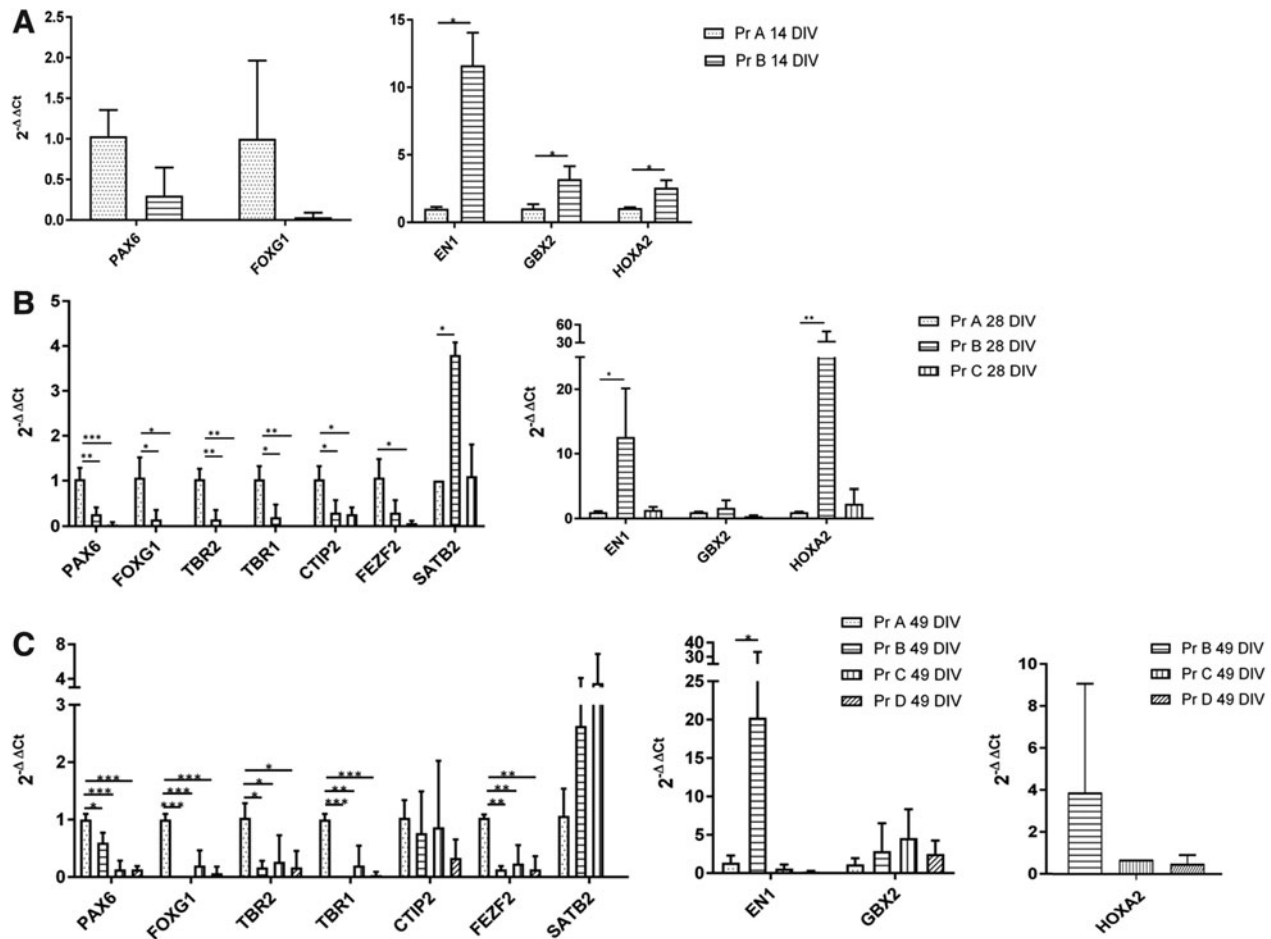 A
2.5
2.0
1.5
1.0
0.5
0.0
2-Δ ΔCt
PAX6
FOXG1
15
10
5
0
*
*
*
EN1
GBX2
HOXA2
Pr A 14 DIV
Pr B 14 DIV
B
5
4
3
2
1
0
2-Δ ΔCt
***
**
*
*
**
**
**
*
*
*
*
*
PAX6
FOXG1
TBR2
TBR1
CTIP2
FEZF2
SATB2
60
30
20
10
0
2-Δ ΔCt
*
**
EN1
GBX2
HOXA2
Pr A 28 DIV
Pr B 28 DIV
Pr C 28 DIV
C
8
4
3
2
1
0
2-Δ ΔCt
***
***
*
***
***
***
*
*
*
***
**
***
**
**
**
PAX6
FOXG1
TBR2
TBR1
CTIP2
FEZF2
SATB2
40
30
25
20
15
10
5
0
2-Δ ΔCt
*
EN1
GBX2
Pr A 49 DIV
Pr B 49 DIV
Pr C 49 DIV
Pr D 49 DIV
10
8
6
4
2
0
2-Δ ΔCt
HOXA2
Pr B 49 DIV
Pr C 49 DIV
Pr D 49 DIV